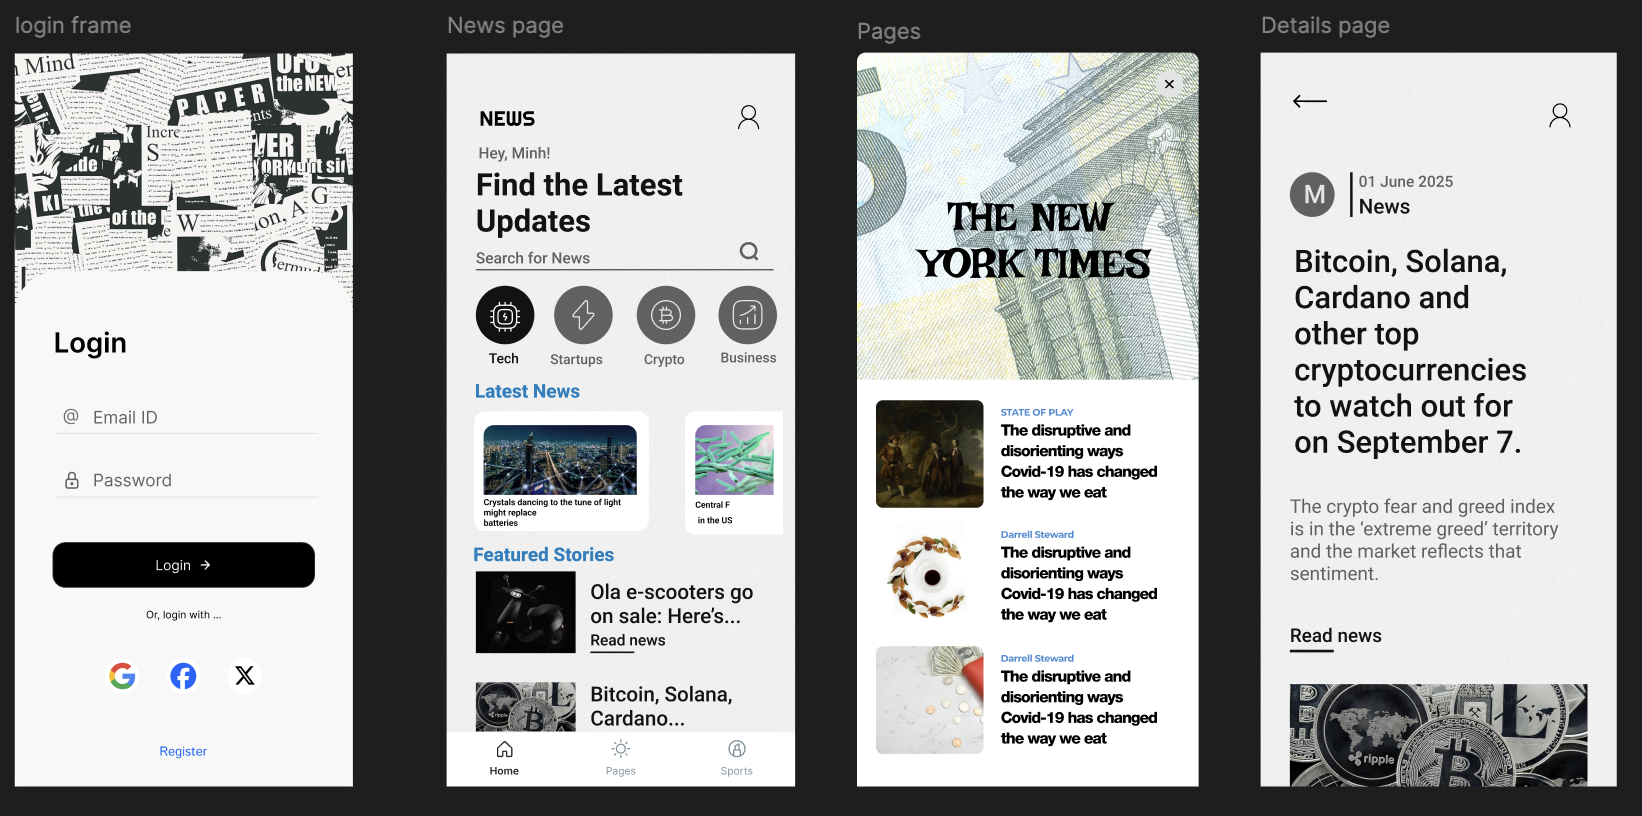 login frame
n Mind
PAPER
the NEW
Incre
S
VER
YORK
ght si
ide
KI
the
of the
W
on, A
G
Login
@ Email ID
Password
Login →
Or, login with ...
Register
News page
NEWS
Hey, Minh!
Find the Latest
Updates
Search for News
Tech
Startups
Crypto
Business
Latest News
Crystals dancing to the tune of light
might replace
batteries
Central F
in the US
Featured Stories
Ola e-scooters go
on sale: Here's...
Read news
Bitcoin, Solana,
Cardano...
Home
Pages
Sports
Pages
THE NEW
YORK TIMES
STATE OF PLAY
The disruptive and
disorienting ways
Covid-19 has changed
the way we eat
Darrell Steward
The disruptive and
disorienting ways
Covid-19 has changed
the way we eat
Darrell Steward
The disruptive and
disorienting ways
Covid-19 has changed
the way we eat
Details page
M
01 June 2025
News
Bitcoin, Solana,
Cardano and
other top
cryptocurrencies
to watch out for
on September 7.
The crypto fear and greed index
is in the ‘extreme greed’ territory
and the market reflects that
sentiment.
Read news
ripple